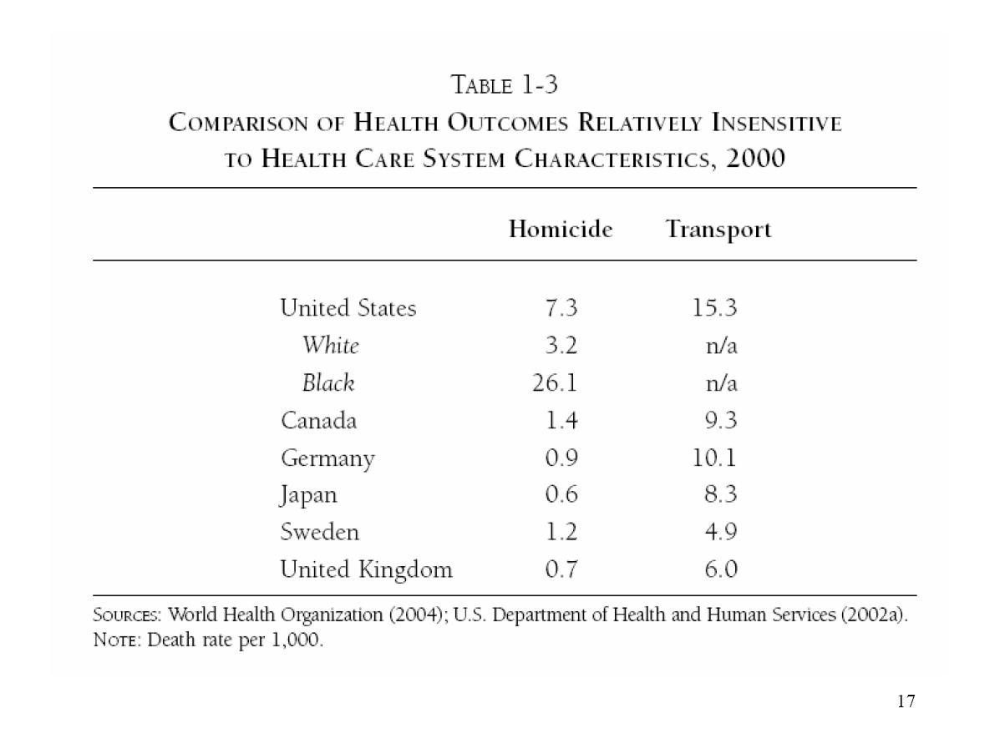 TABLE 1-3
COMPARISON OF HEALTH OUTCOMES RELATIVELY INSENSITIVE
TO HEALTH CARE SYSTEM CHARACTERISTICS, 2000
Homicide Transport
United States 7.3 15.3
White 3.2 n/a
Black 26.1 n/a
Canada 1.4 9.3
Germany 0.9 10.1
Japan 0.6 8.3
Sweden 1.2 4.9
United Kingdom 0.7 6.0
SOURCES: World Health Organization (2004); U.S. Department of Health and Human Services (2002a).
NOTE: Death rate per 1,000.
17